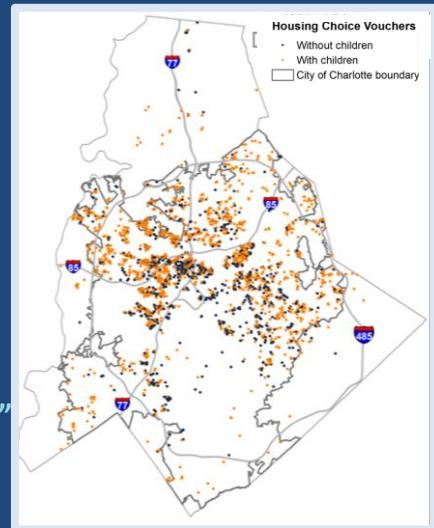 Housing Choice Vouchers
Without children
With children
City of Charlotte boundary
77
85
85
485
77
”